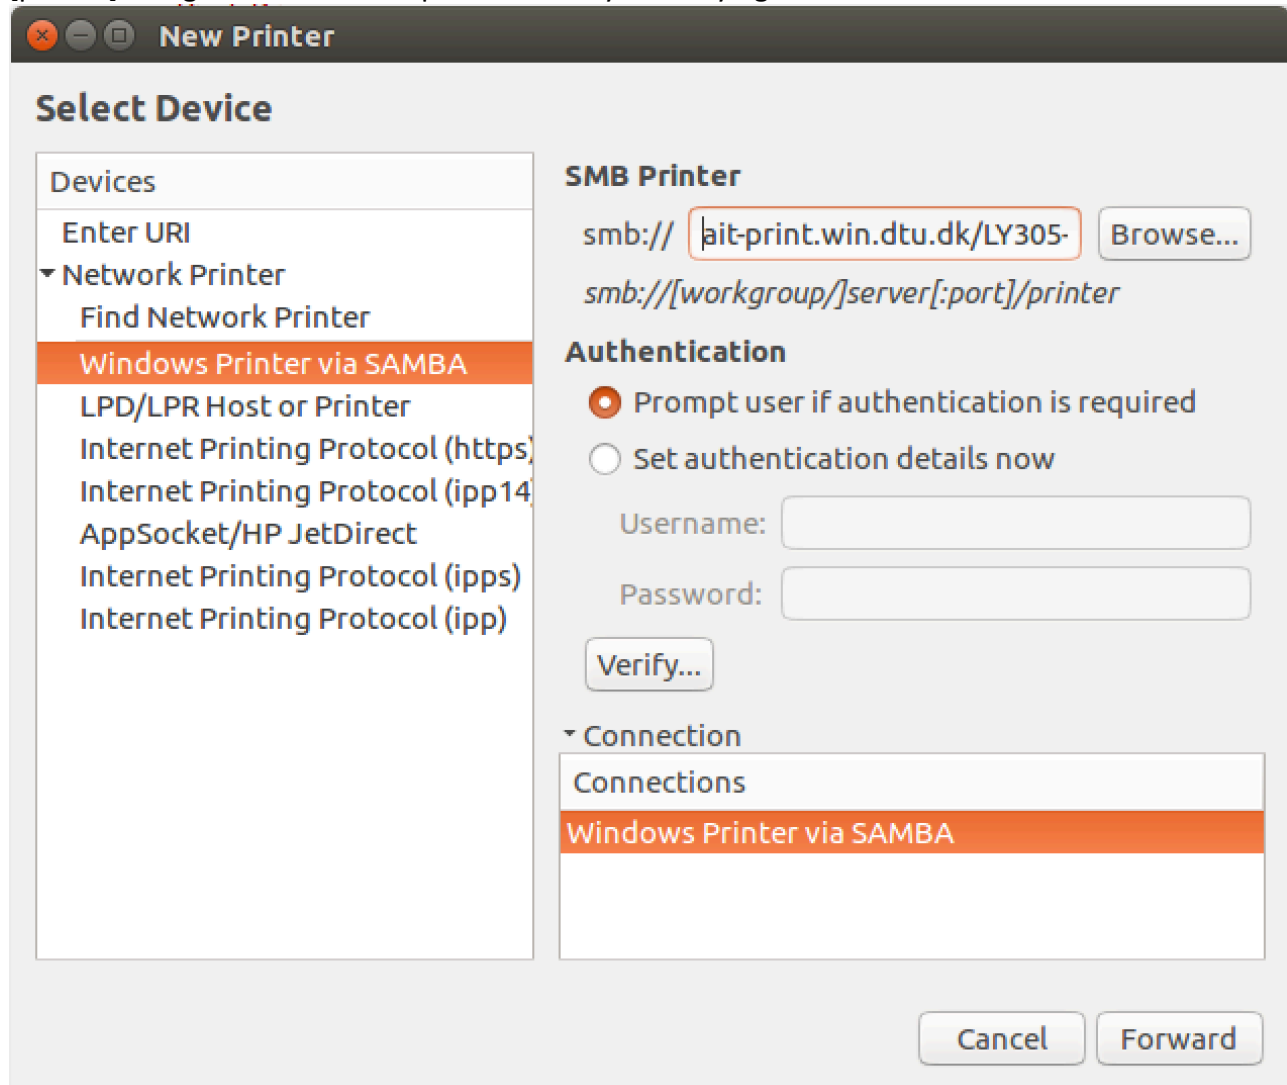 New Printer
Select Device
Devices
Enter URI
Network Printer
Find Network Printer
Windows Printer via SAMBA
LPD/LPR Host or Printer
Internet Printing Protocol (https)
Internet Printing Protocol (ipp14
AppSocket/HP JetDirect
Internet Printing Protocol (ipps)
Internet Printing Protocol (ipp)
SMB Printer
smb:// ait-print.win.dtu.dk/LY305- Browse...
smb://[workgroup/]server[:port]/printer
Authentication
Prompt user if authentication is required
Set authentication details now
Username:
Password:
Verify...
Connection
Connections
Windows Printer via SAMBA
Cancel Forward